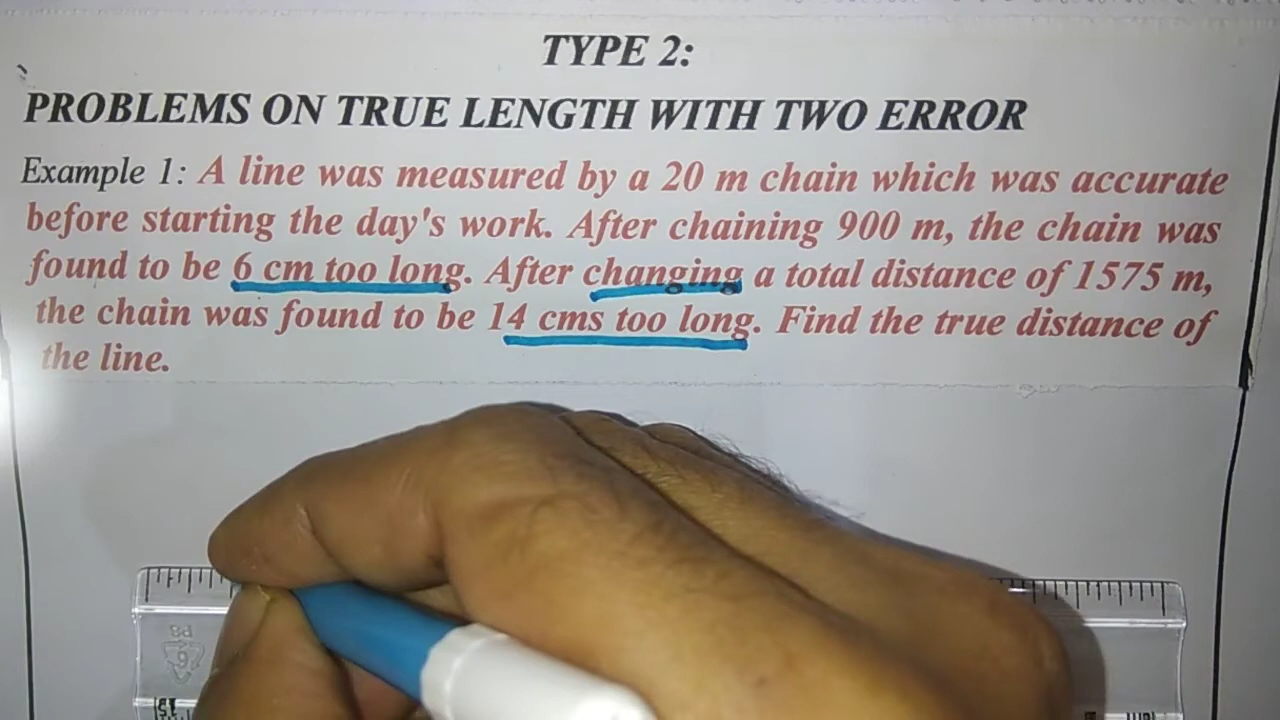 TYPE 2:
PROBLEMS ON TRUE LENGTH WITH TWO ERROR
Example 1: A line was measured by a 20 m chain which was accurate
before starting the day's work. After chaining 900 m, the chain was
found to be 6 cm too long. After changing a total distance of 1575 m,
the chain was found to be 14 cms too long. Find the true distance of
the line.
PS
6
15